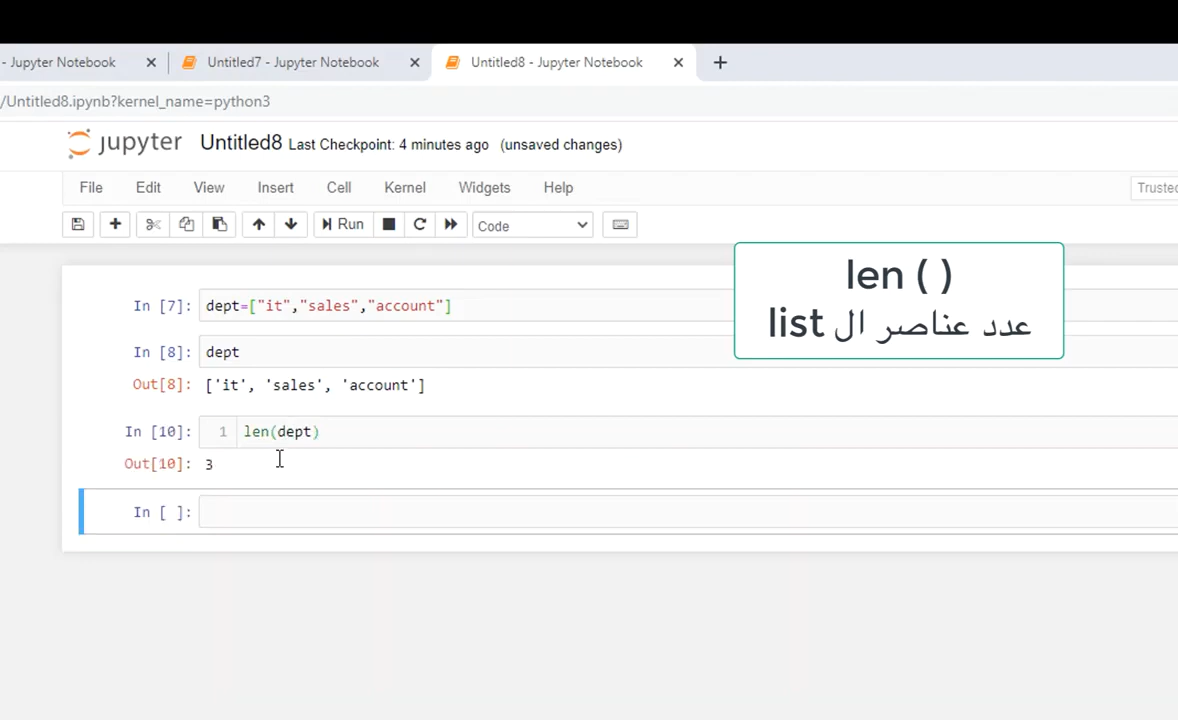 - Jupyter Notebook
Untitled7 - Jupyter Notebook
Untitled8 - Jupyter Notebook
/Untitled8.ipynb?kernel_name=python3
jupyter Untitled8 Last Checkpoint: 4 minutes ago (unsaved changes)
File Edit View Insert Cell Kernel Widgets Help
Trusted
Run Code
len ( )
عدد عناصر ال list
In [7]: dept=["it","sales","account"]
In [8]: dept
Out[8]: ['it', 'sales', 'account']
In [10]: 1 len(dept)
Out[10]: 3
In [ ]: